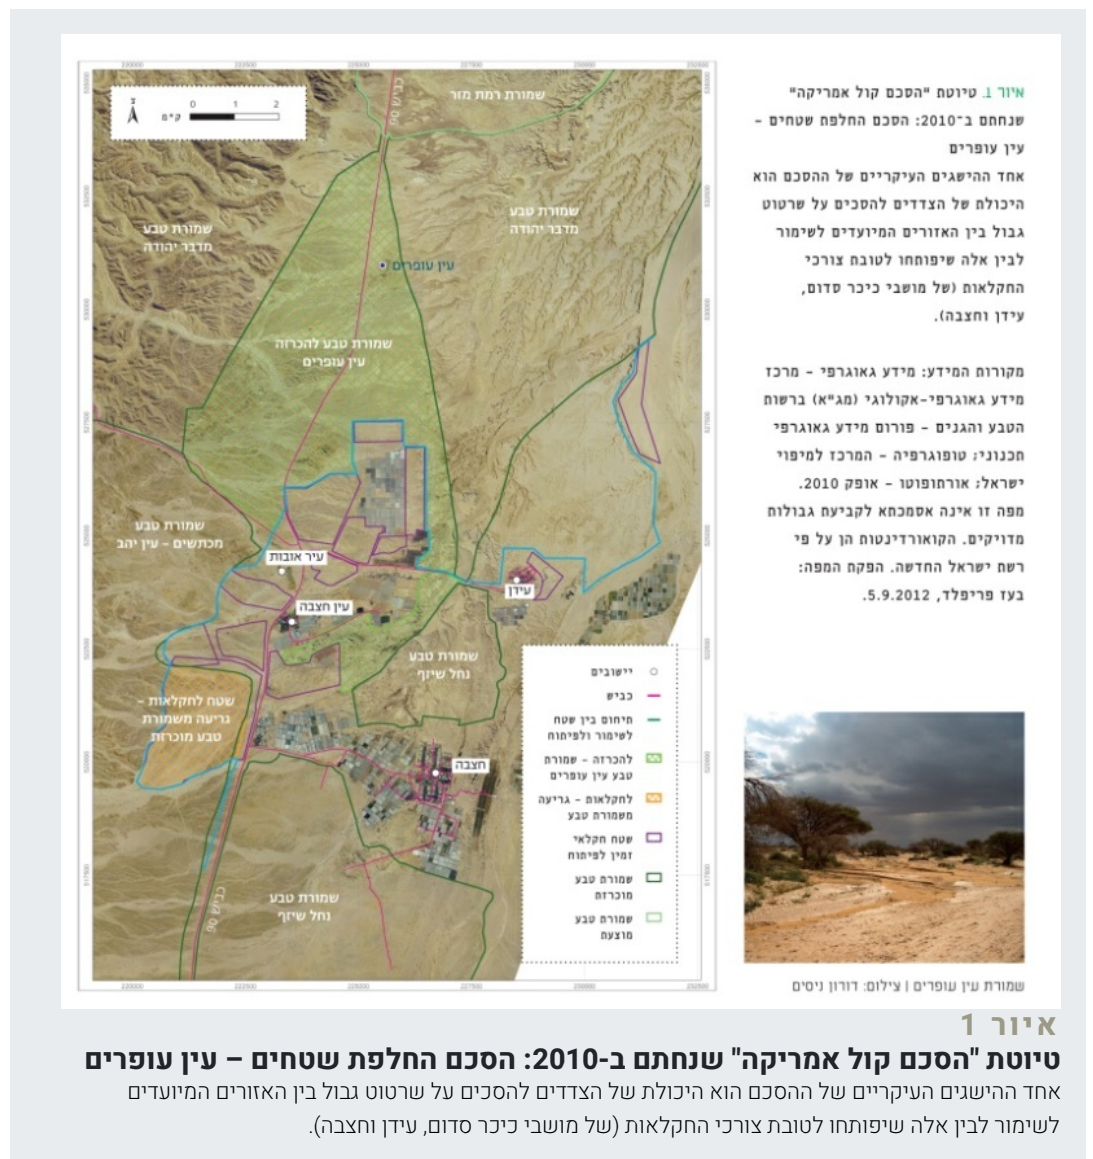 איור 1. טיוטת "הסכם קול אמריקה"
שנחתם ב־2010: הסכם החלפת שטחים –
עין עופרים
אחד ההישגים העיקריים של ההסכם הוא
היכולת של הצדדים להסכים על שרטוט
גבול בין האזורים המיועדים לשימור
לבין אלה שיפותחו לטובת צורכי
החקלאות (של מושבי כיכר סדום,
עידן וחצבה).
מקורות המידע: מידע גאוגרפי – מרכז
מידע גאוגרפי-אקולוגי (מג"א) ברשות
הטבע והגנים – פורום מידע גאוגרפי
תכנוני; טופוגרפיה – המרכז למיפוי
ישראל; אורתופוטו – אופק 2010.
מפה זו אינה אסמכתא לקביעת גבולות
מדויקים. הקואורדינטות הן על פי
רשת ישראל החדשה. הפקת המפה:
בעז פריפלד, 5.9.2012.
שמורת עין עופרים | צילום: דורון ניסים
0 1 2
ק"מ
כביש 90
שמורת רמת מזר
שמורת טבע
מדבר יהודה
שמורת טבע
מדבר יהודה
עין עופרים
שמורת טבע להכרזה
עין עופרים
שמורת טבע
מכתשים – עין יהב
עיר אובות
עין חצבה
עידן
שמורת טבע
נחל שיזף
שטח לחקלאות –
גריעה משמורת
טבע מוכרזת
חצבה
שמורת טבע
נחל שיזף
כביש 90
יישובים
כביש
תיחום בין שטח
לשימור ולפיתוח
להכרזה – שמורת
טבע עין עופרים
לחקלאות – גריעה
משמורת טבע
שטח חקלאי
זמין לפיתוח
שמורת טבע
מוכרזת
שמורת טבע
מוצעת
איור 1
טיוטת "הסכם קול אמריקה" שנחתם ב-2010: הסכם החלפת שטחים – עין עופרים
אחד ההישגים העיקריים של ההסכם הוא היכולת של הצדדים להסכים על שרטוט גבול בין האזורים המיועדים
לשימור לבין אלה שיפותחו לטובת צורכי החקלאות (של מושבי כיכר סדום, עידן וחצבה).